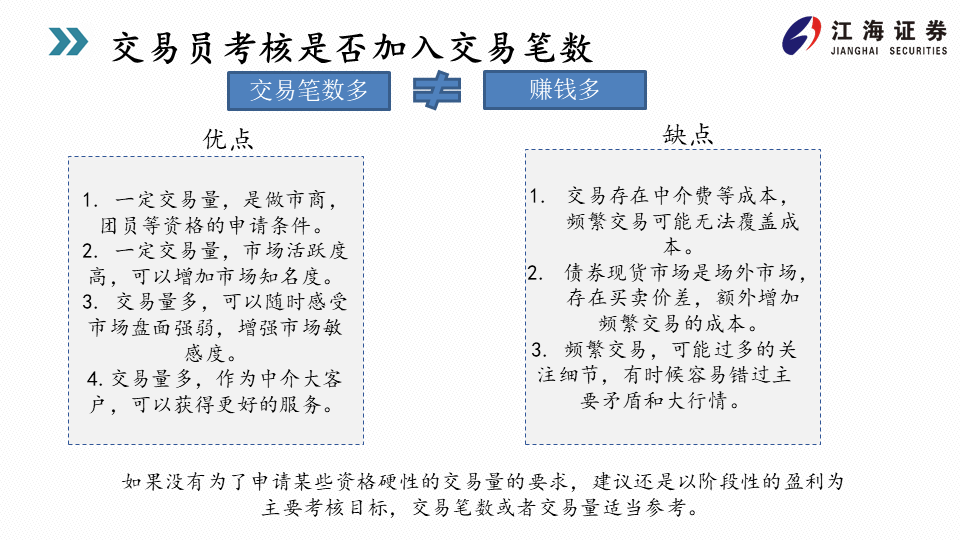 交易员考核是否加入交易笔数
江海证券
JIANGHAI SECURITIES
交易笔数多
≠
赚钱多
优点
1. 一定交易量，是做市商，
团员等资格的申请条件。
2. 一定交易量，市场活跃度
高，可以增加市场知名度。
3. 交易量多，可以随时感受
市场盘面强弱，增强市场敏
感度。
4.交易量多，作为中介大客
户，可以获得更好的服务。
缺点
1. 交易存在中介费等成本，
频繁交易可能无法覆盖成
本。
2. 债券现货市场是场外市场，
存在买卖价差，额外增加
频繁交易的成本。
3. 频繁交易，可能过多的关
注细节，有时候容易错过主
要矛盾和大行情。
如果没有为了申请某些资格硬性的交易量的要求，建议还是以阶段性的盈利为
主要考核目标，交易笔数或者交易量适当参考。